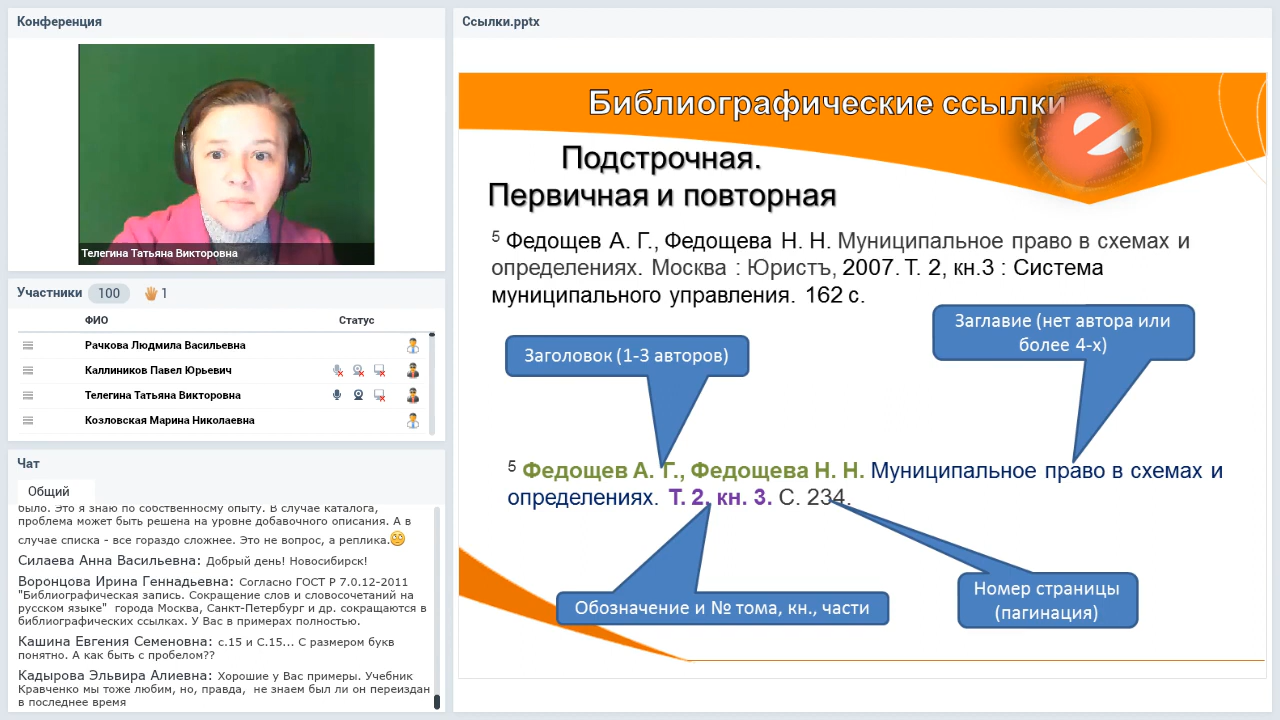 Конференция
Телегина Татьяна Викторовна
Участники 100 1
ФИО Статус
Рачкова Людмила Васильевна
Каллиников Павел Юрьевич
Телегина Татьяна Викторовна
Козловская Марина Николаевна
Чат
Общий
было. Это я знаю по собственному опыту. В случае каталога,
проблема может быть решена на уровне добавочного описания. А в
случае списка - все гораздо сложнее. Это не вопрос, а реплика.
Силаева Анна Васильевна: Добрый день! Новосибирск!
Воронцова Ирина Геннадьевна: Согласно ГОСТ Р 7.0.12-2011
"Библиографическая запись. Сокращение слов и словосочетаний на
русском языке" города Москва, Санкт-Петербург и др. сокращаются в
библиографических ссылках. У Вас в примерах полностью.
Кашина Евгения Семеновна: с.15 и С.15... С размером букв
понятно. А как быть с пробелом??
Кадырова Эльвира Алиевна: Хорошие у Вас примеры. Учебник
Кравченко мы тоже любим, но, правда, не знаем был ли он переиздан
в последнее время
Ссылки.pptx
Библиографические ссылки
Подстрочная.
Первичная и повторная
5 Федощев А. Г., Федощева Н. Н. Муниципальное право в схемах и
определениях. Москва : Юристъ, 2007. Т. 2, кн.3 : Система
муниципального управления. 162 с.
Заголовок (1-3 авторов)
Заглавие (нет автора или
более 4-х)
5 Федощев А. Г., Федощева Н. Н. Муниципальное право в схемах и
определениях. Т. 2, кн. 3. С. 234.
Обозначение и № тома, кн., части
Номер страницы
(пагинация)